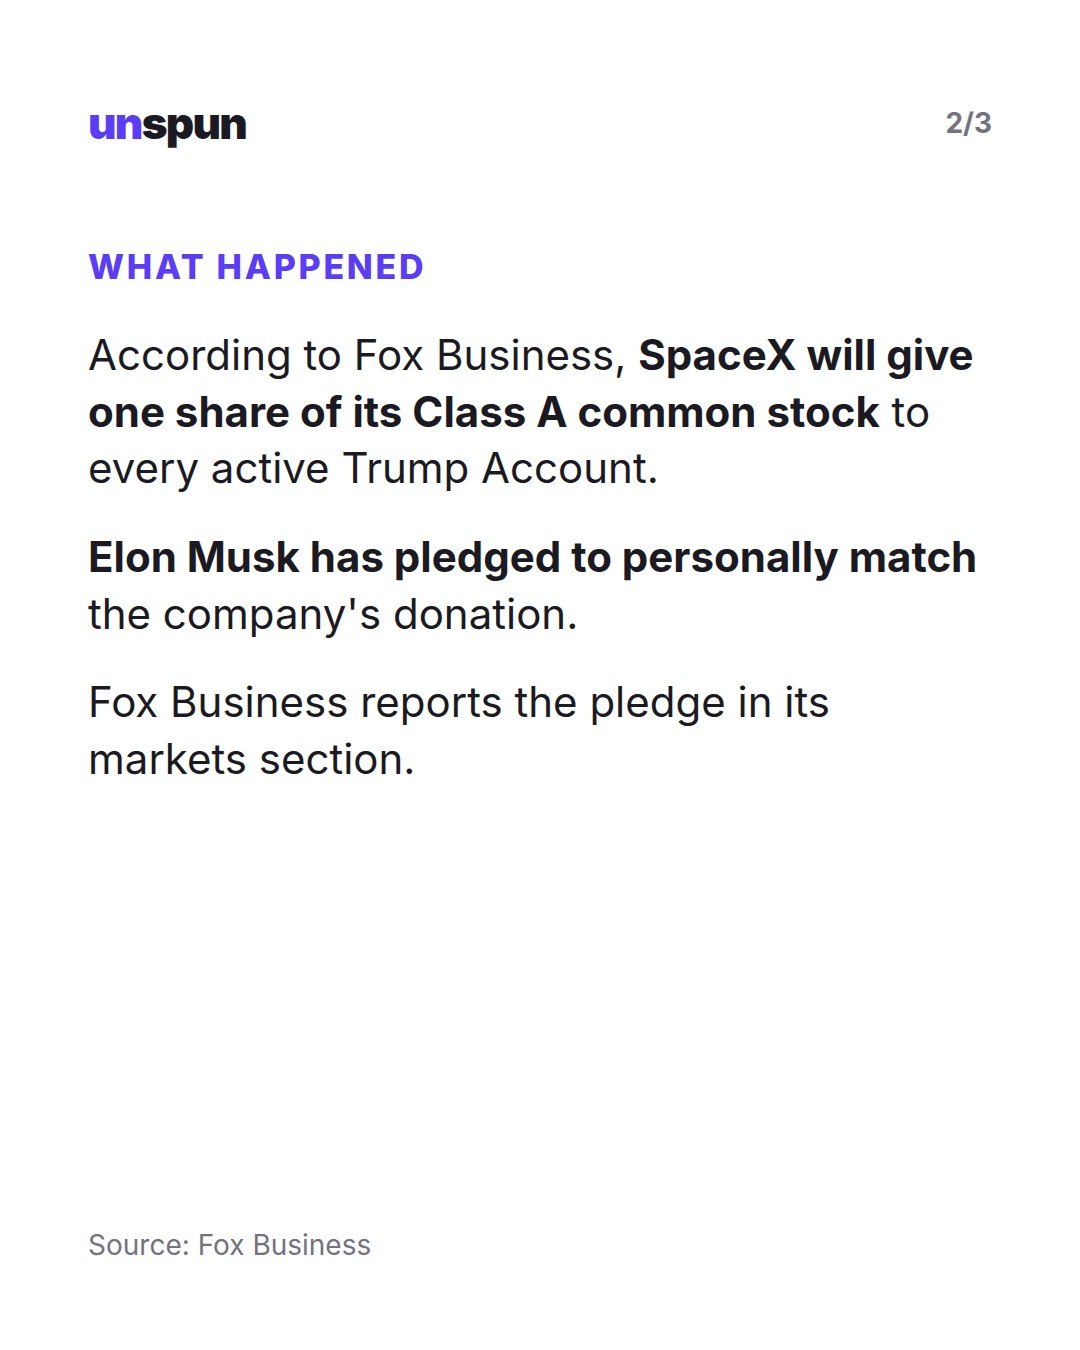 unspun
2/3
WHAT HAPPENED
According to Fox Business, SpaceX will give
one share of its Class A common stock to
every active Trump Account.
Elon Musk has pledged to personally match
the company's donation.
Fox Business reports the pledge in its
markets section.
Source: Fox Business